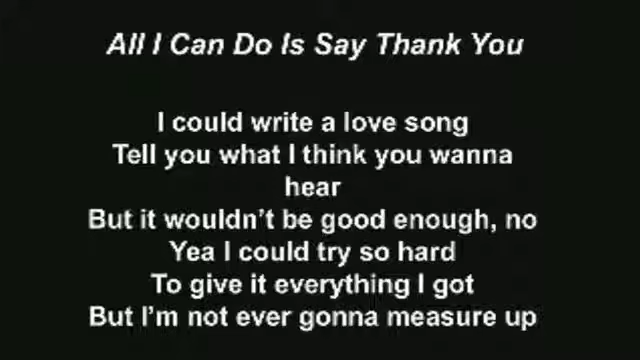 All I Can Do Is Say Thank You
I could write a love song
Tell you what I think you wanna
hear
But it wouldn't be good enough, no
Yea I could try so hard
To give it everything I got
But I'm not ever gonna measure up